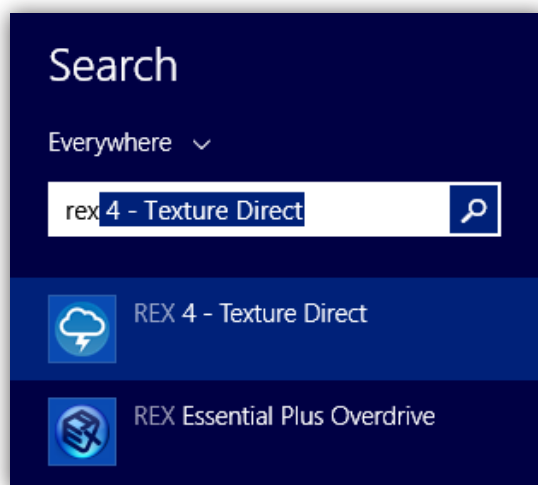 Search
Everywhere
rex 4 - Texture Direct
REX 4 - Texture Direct
REX Essential Plus Overdrive